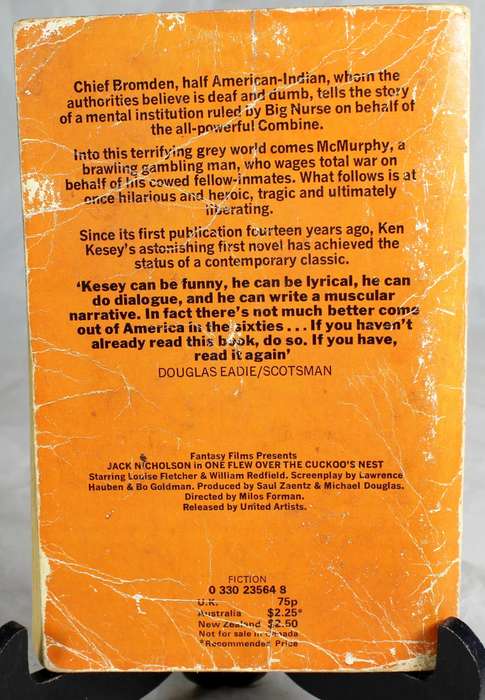 Chief Bromden, half American-Indian, whom the
authorities believe is deaf and dumb, tells the story
of a mental institution ruled by Big Nurse on behalf of
the all-powerful Combine.
Into this terrifying grey world comes McMurphy, a
brawling gambling man, who wages total war on
behalf of his cowed fellow-inmates. What follows is at
once hilarious and heroic, tragic and ultimately
liberating.
Since its first publication fourteen years ago, Ken
Kesey's astonishing first novel has achieved the
status of a contemporary classic.
'Kesey can be funny, he can be lyrical, he can
do dialogue, and he can write a muscular
narrative. In fact there's not much better come
out of America in the sixties . . . If you haven't
already read this book, do so. If you have,
read it again'
DOUGLAS EADIE/SCOTSMAN
Fantasy Films Presents
JACK NICHOLSON in ONE FLEW OVER THE CUCKOO'S NEST
Starring Louise Fletcher & William Redfield. Screenplay by Lawrence
Hauben & Bo Goldman. Produced by Saul Zaentz & Michael Douglas.
Directed by Milos Forman.
Released by United Artists.
FICTION
0 330 23564 8
U.K. 75p
Australia $2.25*
New Zealand $2.50
Not for sale in Canada
*Recommended Price